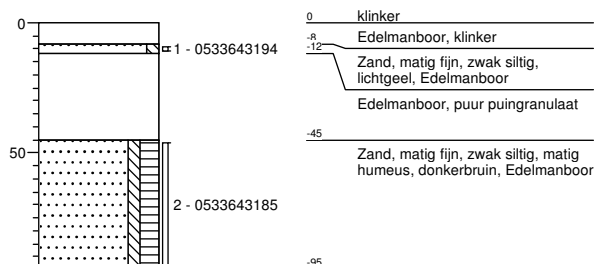 0
50
1 - 0533643194
2 - 0533643185
0
klinker
-8
Edelmanboor, klinker
-12
Zand, matig fijn, zwak siltig,
lichtgeel, Edelmanboor
Edelmanboor, puur puingranulaat
-45
Zand, matig fijn, zwak siltig, matig
humeus, donkerbruin, Edelmanboor
-95